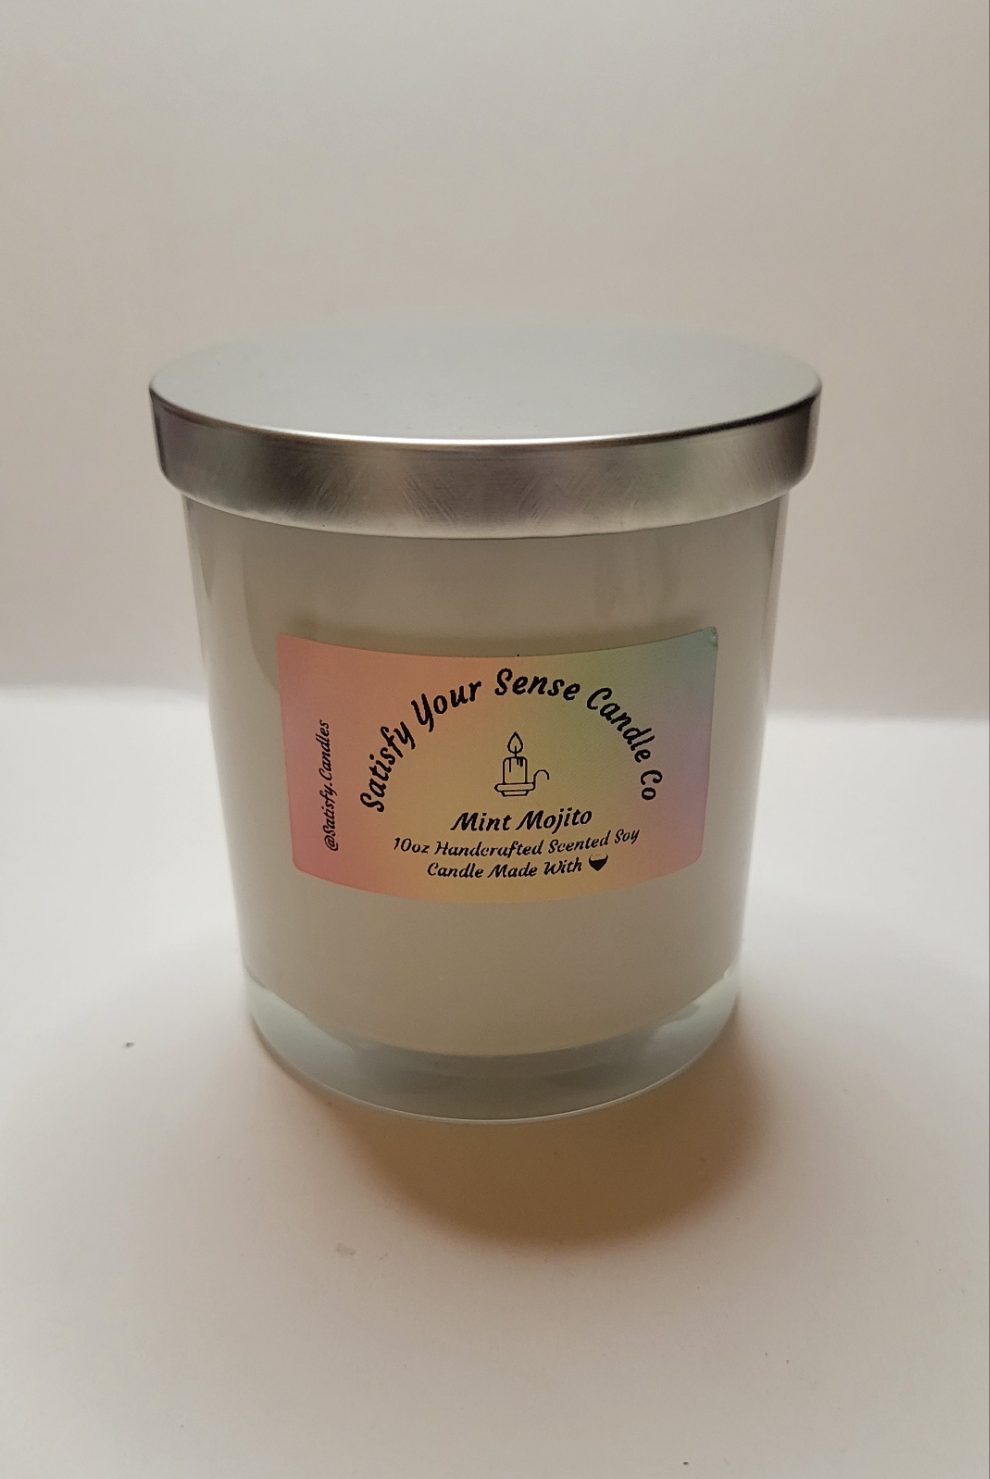 Satisfy Your Sense Candle Co
Mint Mojito
10oz Handcrafted Scented Soy
Candle Made With
@Satisfy.Candles